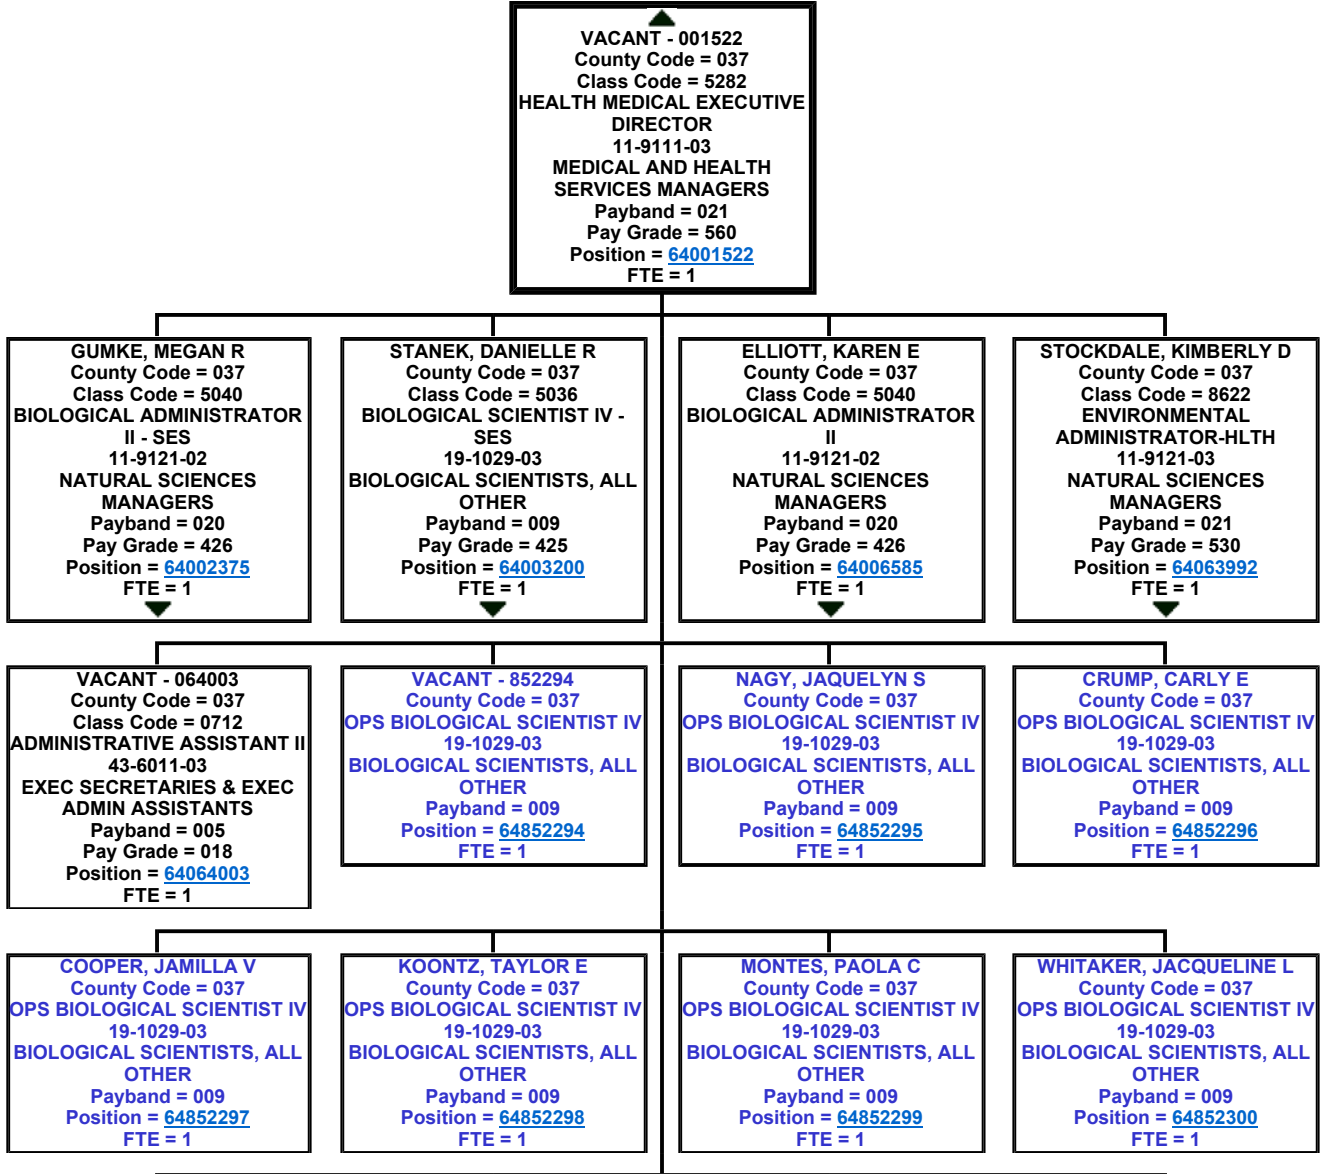 VACANT - 001522
County Code = 037
Class Code = 5282
HEALTH MEDICAL EXECUTIVE
DIRECTOR
11-9111-03
MEDICAL AND HEALTH
SERVICES MANAGERS
Payband = 021
Pay Grade = 560
Position = 64001522
FTE = 1
GUMKE, MEGAN R
County Code = 037
Class Code = 5040
BIOLOGICAL ADMINISTRATOR
II - SES
11-9121-02
NATURAL SCIENCES
MANAGERS
Payband = 020
Pay Grade = 426
Position = 64002375
FTE = 1
STANEK, DANIELLE R
County Code = 037
Class Code = 5036
BIOLOGICAL SCIENTIST IV -
SES
19-1029-03
BIOLOGICAL SCIENTISTS, ALL
OTHER
Payband = 009
Pay Grade = 425
Position = 64003200
FTE = 1
ELLIOTT, KAREN E
County Code = 037
Class Code = 5040
BIOLOGICAL ADMINISTRATOR
II
11-9121-02
NATURAL SCIENCES
MANAGERS
Payband = 020
Pay Grade = 426
Position = 64006585
FTE = 1
STOCKDALE, KIMBERLY D
County Code = 037
Class Code = 8622
ENVIRONMENTAL
ADMINISTRATOR-HLTH
11-9121-03
NATURAL SCIENCES
MANAGERS
Payband = 021
Pay Grade = 530
Position = 64063992
FTE = 1
VACANT - 064003
County Code = 037
Class Code = 0712
ADMINISTRATIVE ASSISTANT II
43-6011-03
EXEC SECRETARIES & EXEC
ADMIN ASSISTANTS
Payband = 005
Pay Grade = 018
Position = 64064003
FTE = 1
VACANT - 852294
County Code = 037
OPS BIOLOGICAL SCIENTIST IV
19-1029-03
BIOLOGICAL SCIENTISTS, ALL
OTHER
Payband = 009
Position = 64852294
FTE = 1
NAGY, JAQUELYN S
County Code = 037
OPS BIOLOGICAL SCIENTIST IV
19-1029-03
BIOLOGICAL SCIENTISTS, ALL
OTHER
Payband = 009
Position = 64852295
FTE = 1
CRUMP, CARLY E
County Code = 037
OPS BIOLOGICAL SCIENTIST IV
19-1029-03
BIOLOGICAL SCIENTISTS, ALL
OTHER
Payband = 009
Position = 64852296
FTE = 1
COOPER, JAMILLA V
County Code = 037
OPS BIOLOGICAL SCIENTIST IV
19-1029-03
BIOLOGICAL SCIENTISTS, ALL
OTHER
Payband = 009
Position = 64852297
FTE = 1
KOONTZ, TAYLOR E
County Code = 037
OPS BIOLOGICAL SCIENTIST IV
19-1029-03
BIOLOGICAL SCIENTISTS, ALL
OTHER
Payband = 009
Position = 64852298
FTE = 1
MONTES, PAOLA C
County Code = 037
OPS BIOLOGICAL SCIENTIST IV
19-1029-03
BIOLOGICAL SCIENTISTS, ALL
OTHER
Payband = 009
Position = 64852299
FTE = 1
WHITAKER, JACQUELINE L
County Code = 037
OPS BIOLOGICAL SCIENTIST IV
19-1029-03
BIOLOGICAL SCIENTISTS, ALL
OTHER
Payband = 009
Position = 64852300
FTE = 1